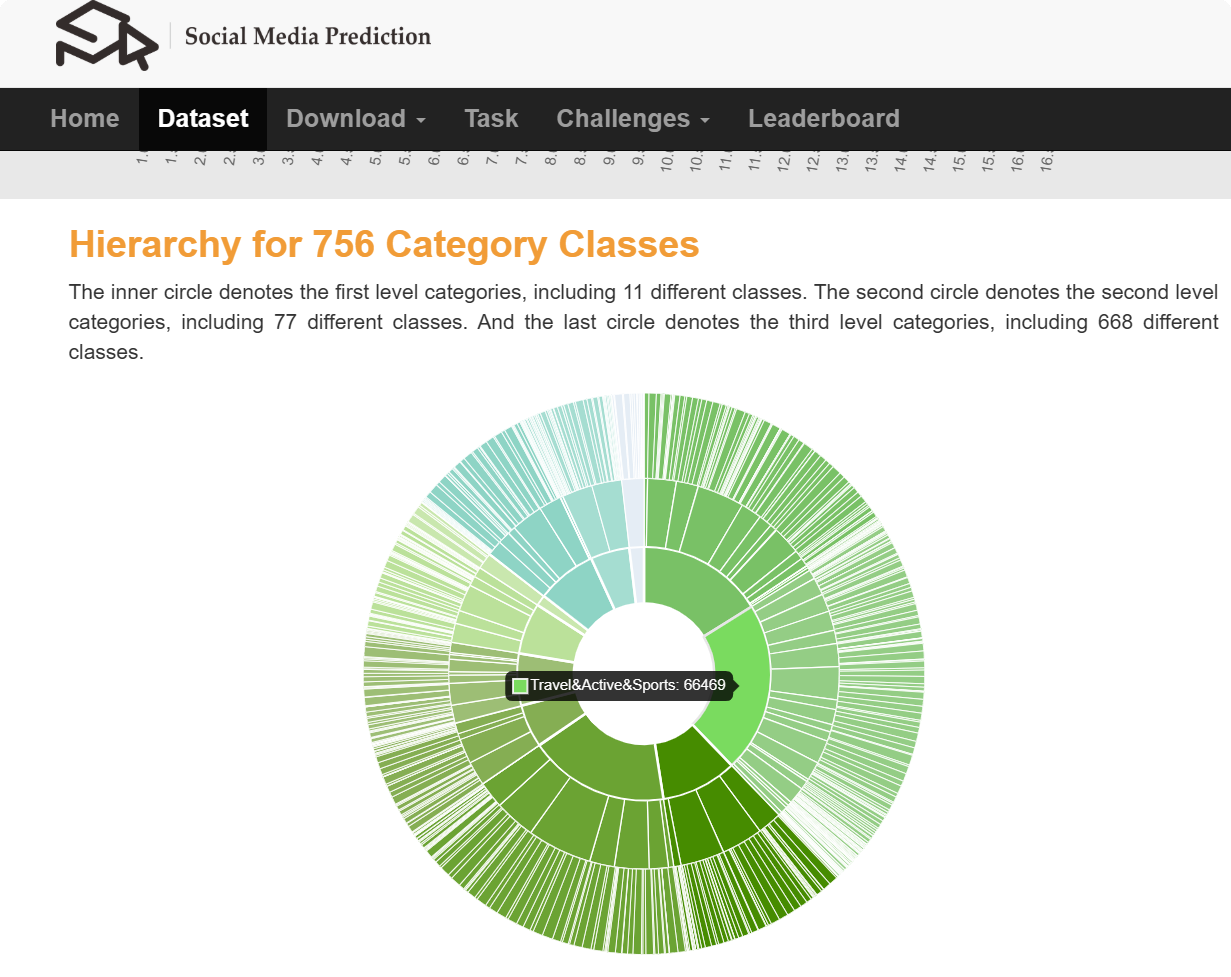 Social Media Prediction
Home Dataset Download Task Challenges Leaderboard
Hierarchy for 756 Category Classes
The inner circle denotes the first level categories, including 11 different classes. The second circle denotes the second level
categories, including 77 different classes. And the last circle denotes the third level categories, including 668 different
classes.
Travel&Active&Sports: 66469